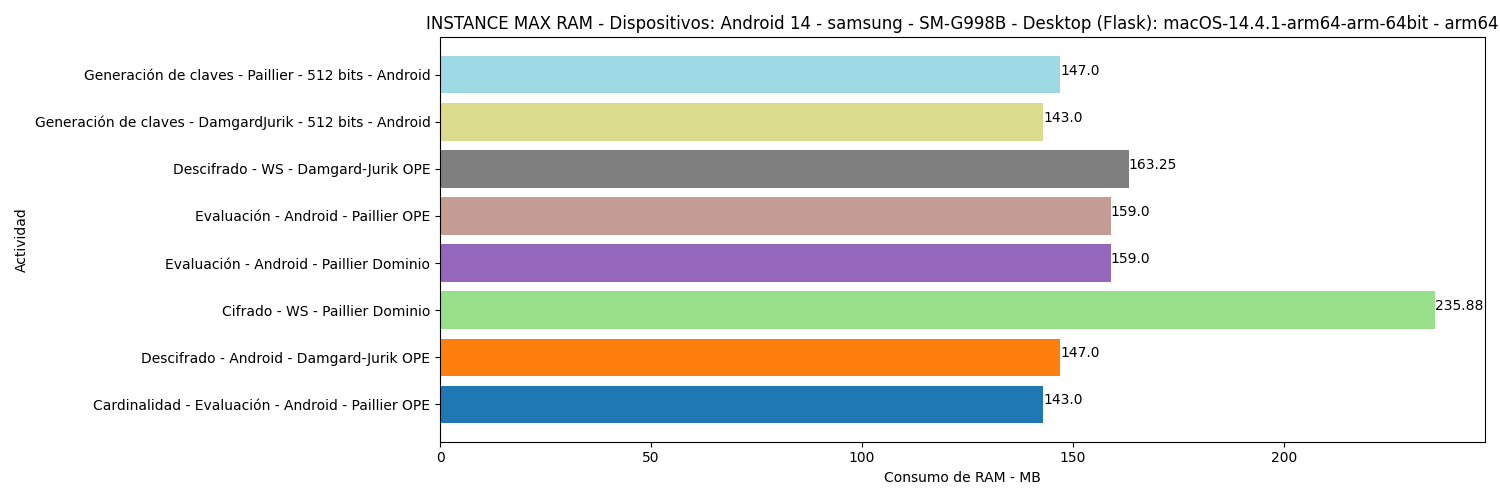 INSTANCE MAX RAM - Dispositivos: Android 14 - samsung - SM-G998B - Desktop (Flask): macOS-14.4.1-arm64-arm-64bit - arm64
Actividad
Generación de claves - Paillier - 512 bits - Android 147.0
Generación de claves - DamgardJurik - 512 bits - Android 143.0
Descifrado - WS - Damgard-Jurik OPE 163.25
Evaluación - Android - Paillier OPE 159.0
Evaluación - Android - Paillier Dominio 159.0
Cifrado - WS - Paillier Dominio 235.88
Descifrado - Android - Damgard-Jurik OPE 147.0
Cardinalidad - Evaluación - Android - Paillier OPE 143.0
0 50 100 150 200
Consumo de RAM - MB